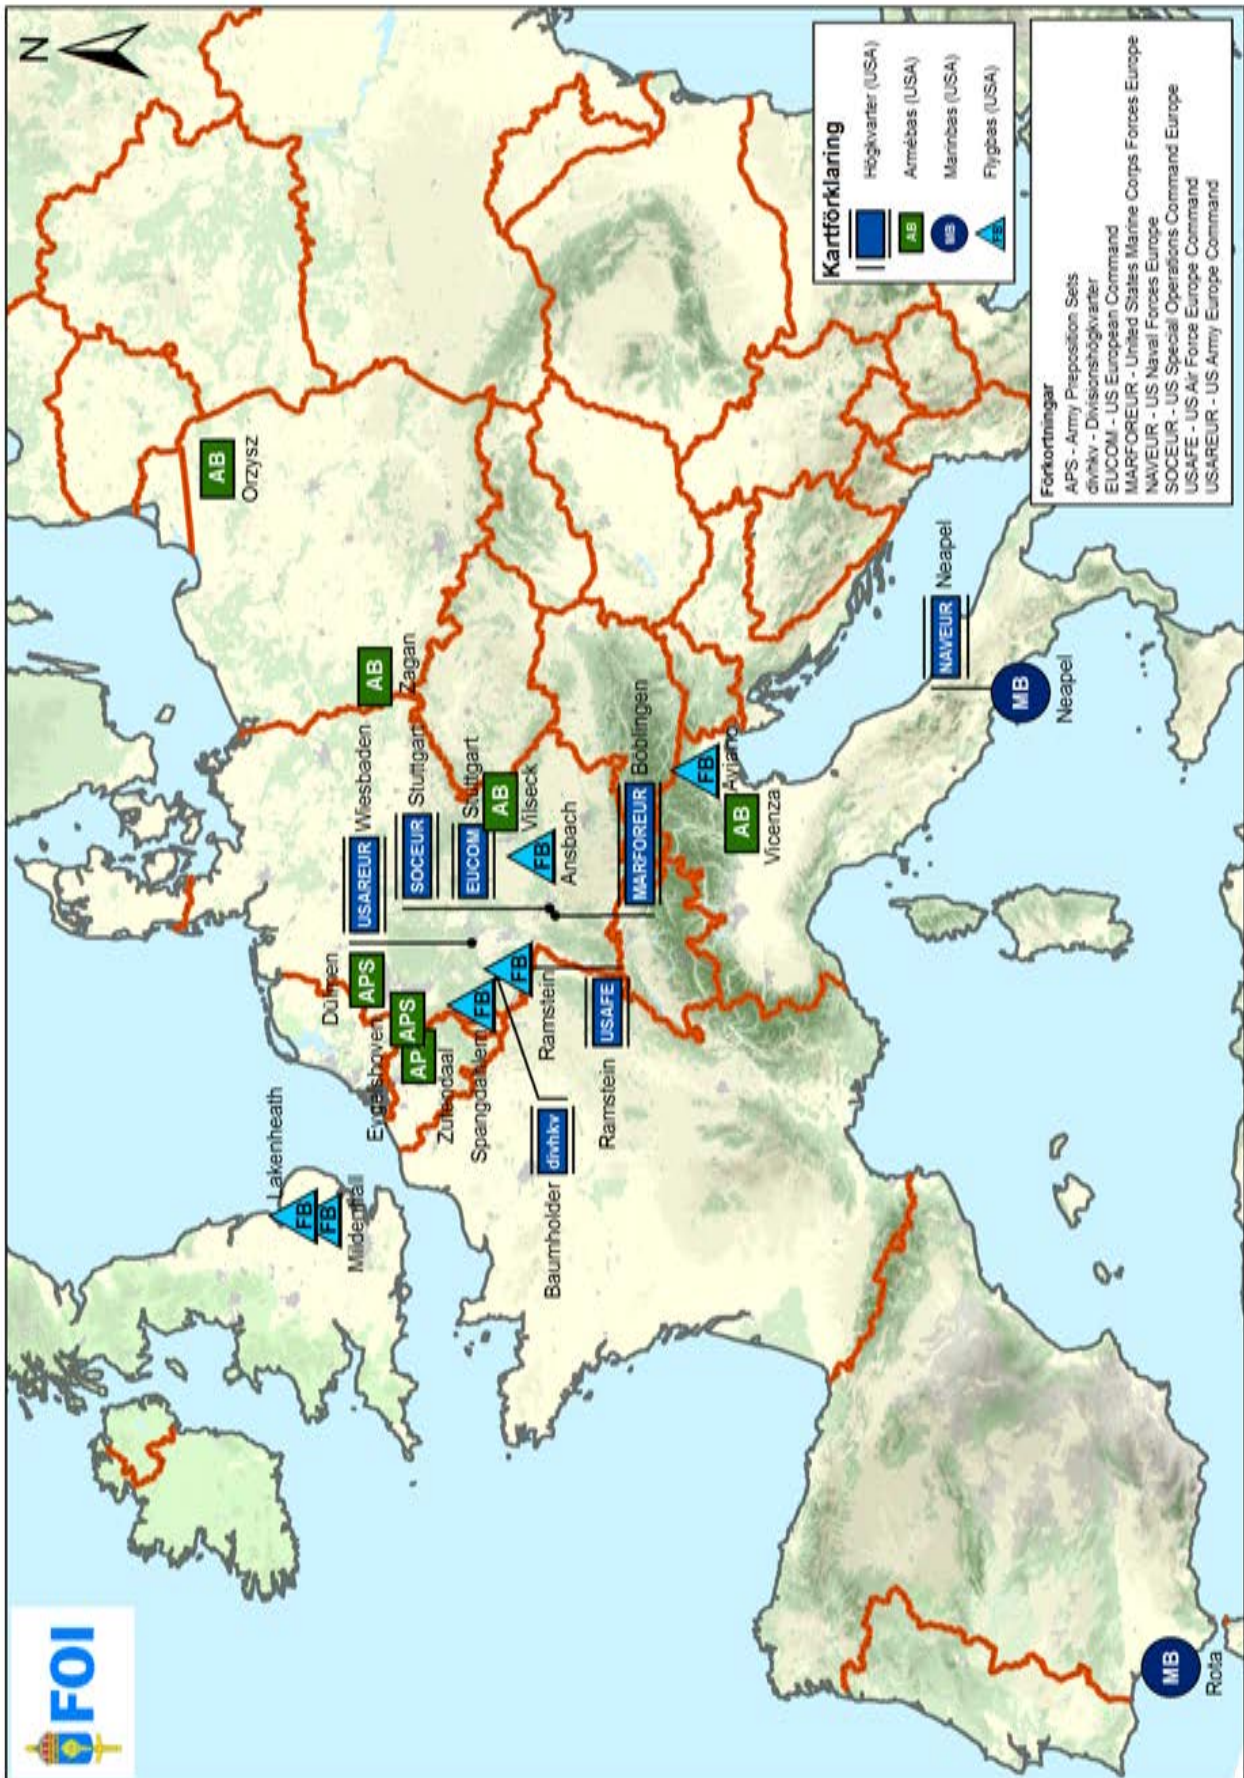 FOI
N
Orzysz
AB
Lakenheath
FB
FB
Mildenhall
Dülmen
APS
Eygelshoven
APS
AP
Zutendaal
USAREUR
Wiesbaden
AB
Zagan
SOCEUR
Stuttgart
EUCOM
Stuttgart
AB
Vilseck
FB
Spangdahlem
FB
Ramstein
FB
Ansbach
divhkv
Baumholder
USAFE
Ramstein
MARFOREUR
Böblingen
FB
Aviano
AB
Vicenza
NAVEUR
Neapel
MB
Neapel
MB
Rota
Kartförklaring
Högkvarter (USA)
AB
Armébas (USA)
MB
Marinbas (USA)
FB
Flygbas (USA)
Förkortningar
APS - Army Preposition Sets
divhkv - Divisionshögkvarter
EUCOM - US European Command
MARFOREUR - United States Marine Corps Forces Europe
NAVEUR - US Naval Forces Europe
SOCEUR - US Special Operations Command Europe
USAFE - US Air Force Europe Command
USAREUR - US Army Europe Command